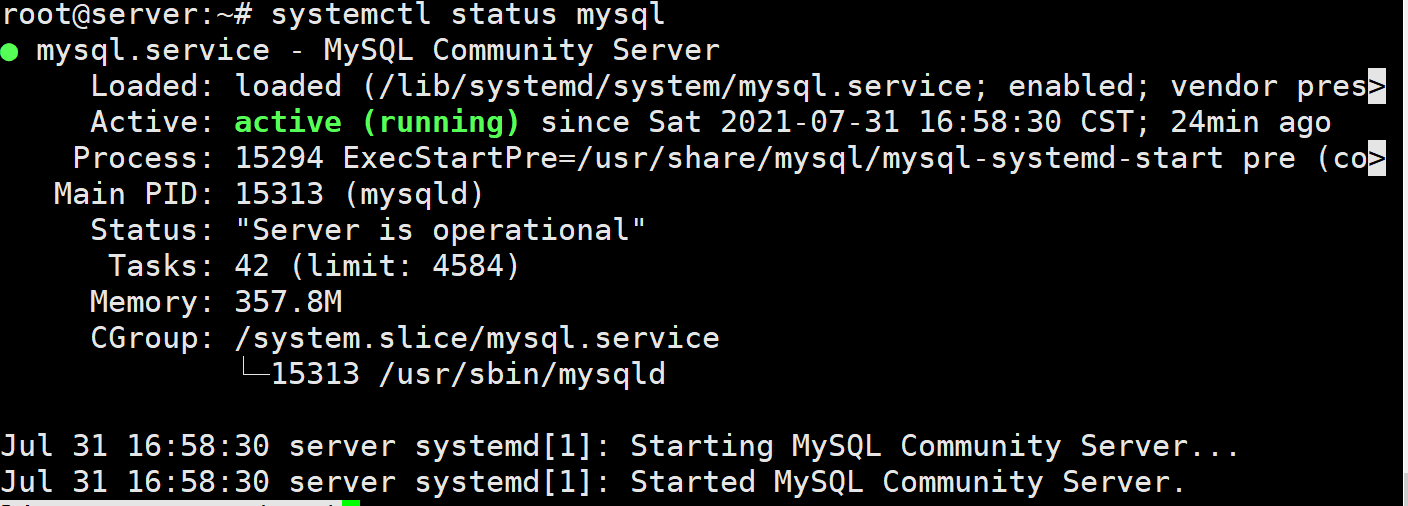 root@server:~# systemctl status mysql
● mysql.service - MySQL Community Server
     Loaded: loaded (/lib/systemd/system/mysql.service; enabled; vendor pres>
     Active: active (running) since Sat 2021-07-31 16:58:30 CST; 24min ago
    Process: 15294 ExecStartPre=/usr/share/mysql/mysql-systemd-start pre (co>
   Main PID: 15313 (mysqld)
     Status: "Server is operational"
      Tasks: 42 (limit: 4584)
     Memory: 357.8M
     CGroup: /system.slice/mysql.service
             └─15313 /usr/sbin/mysqld
Jul 31 16:58:30 server systemd[1]: Starting MySQL Community Server...
Jul 31 16:58:30 server systemd[1]: Started MySQL Community Server.